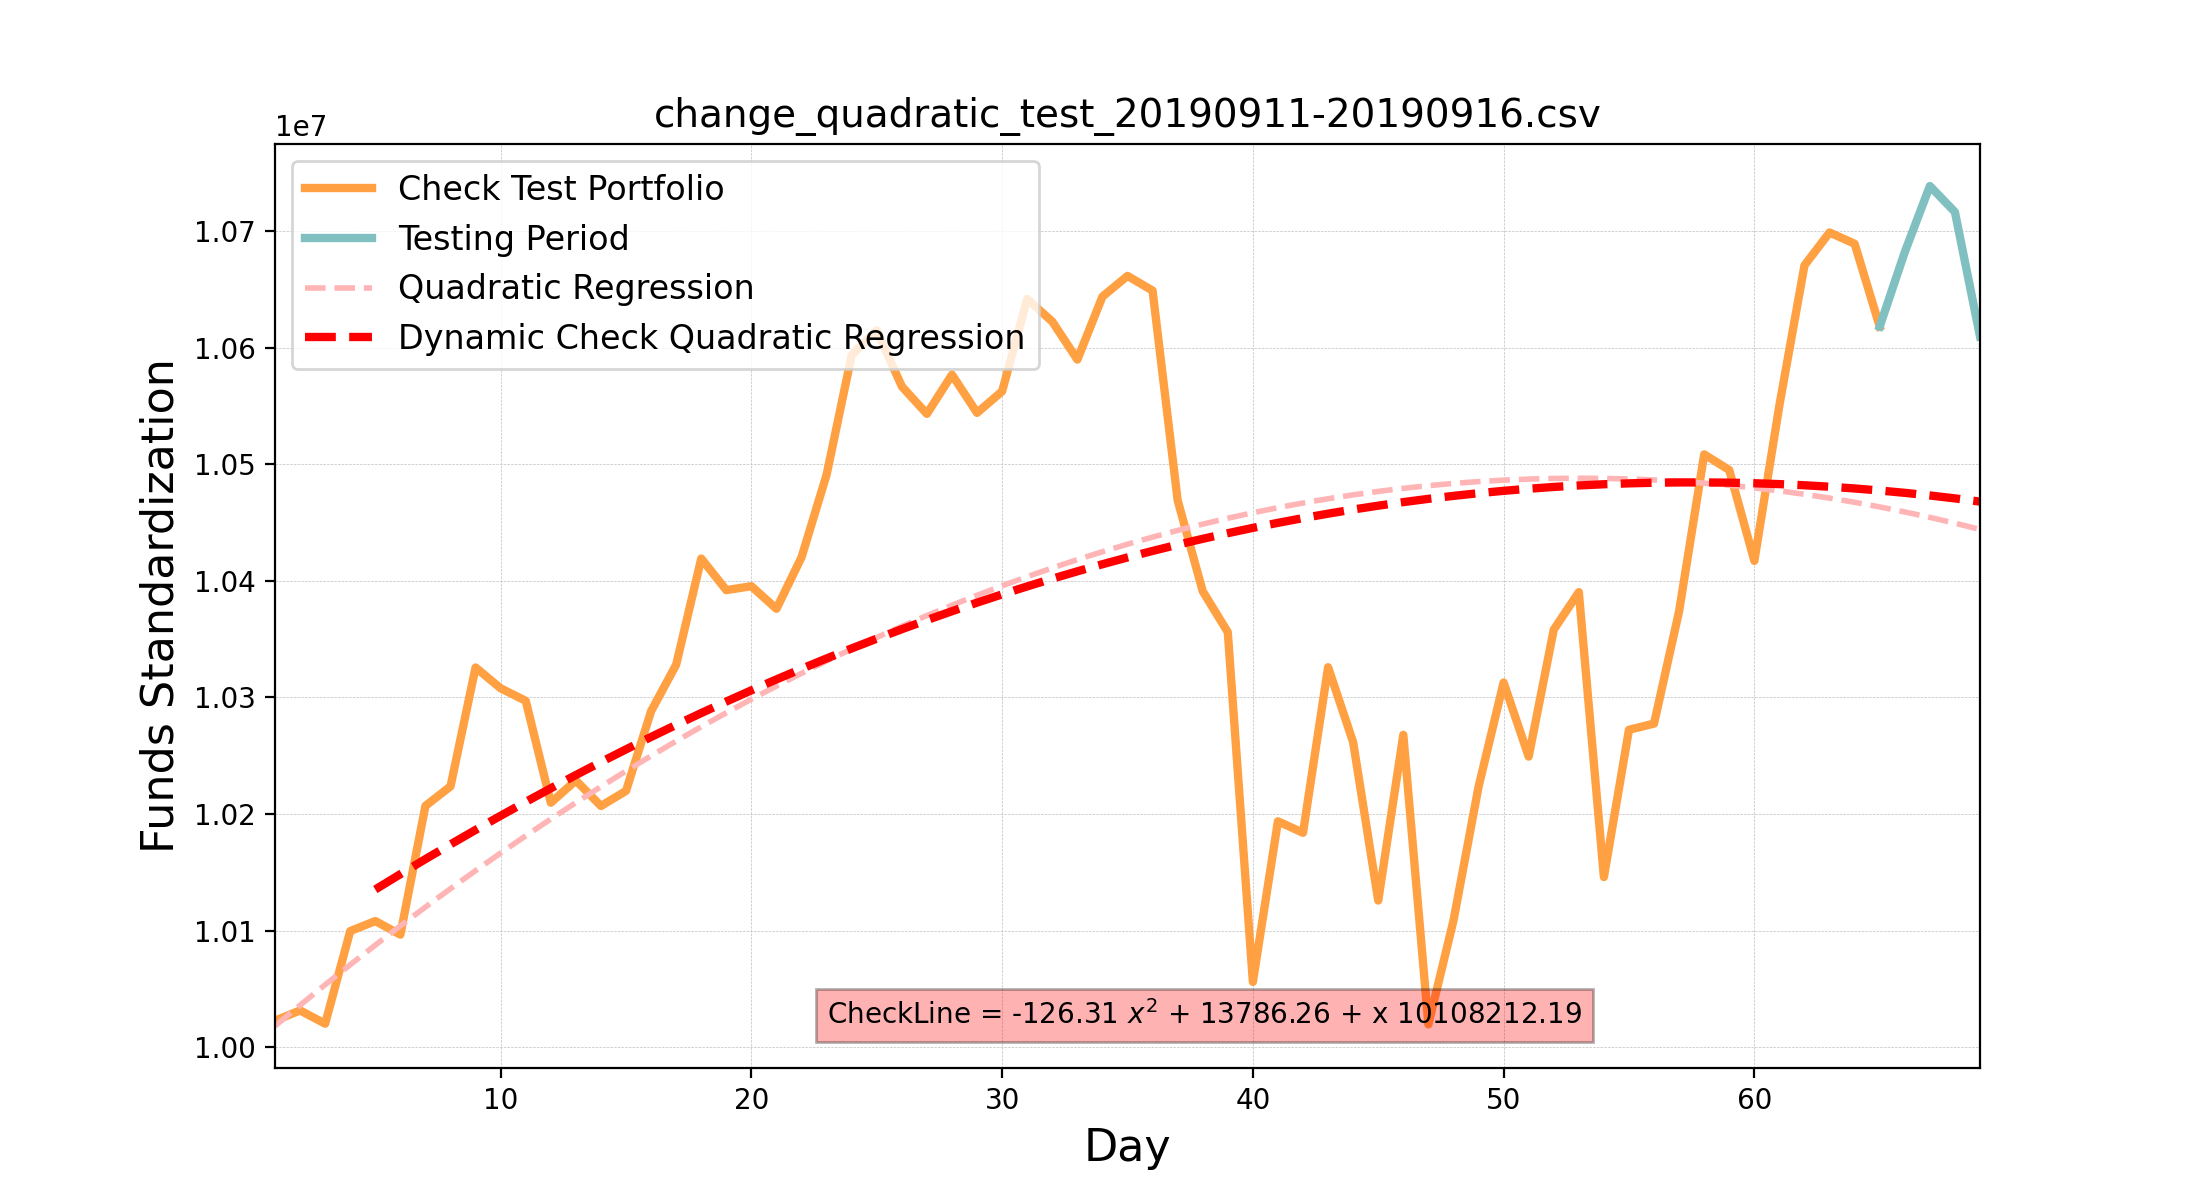 change_quadratic_test_20190911-20190916.csv
1e7
Check Test Portfolio
Testing Period
Quadratic Regression
Dynamic Check Quadratic Regression
1.07
1.06
1.05
1.04
1.03
1.02
1.01
1.00
Funds Standardization
CheckLine = -126.31 x² + 13786.26 + x 10108212.19
10 20 30 40 50 60
Day